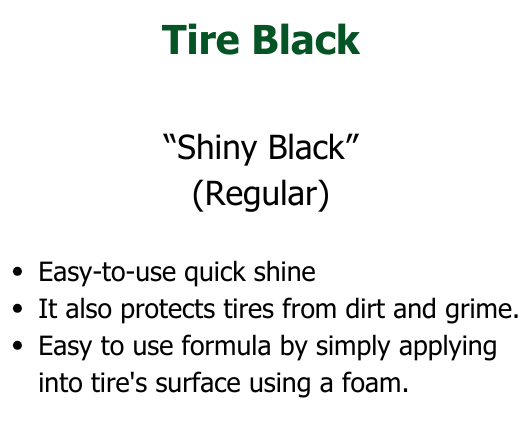 Tire Black
“Shiny Black”
(Regular)
• Easy-to-use quick shine
• It also protects tires from dirt and grime.
• Easy to use formula by simply applying
into tire's surface using a foam.